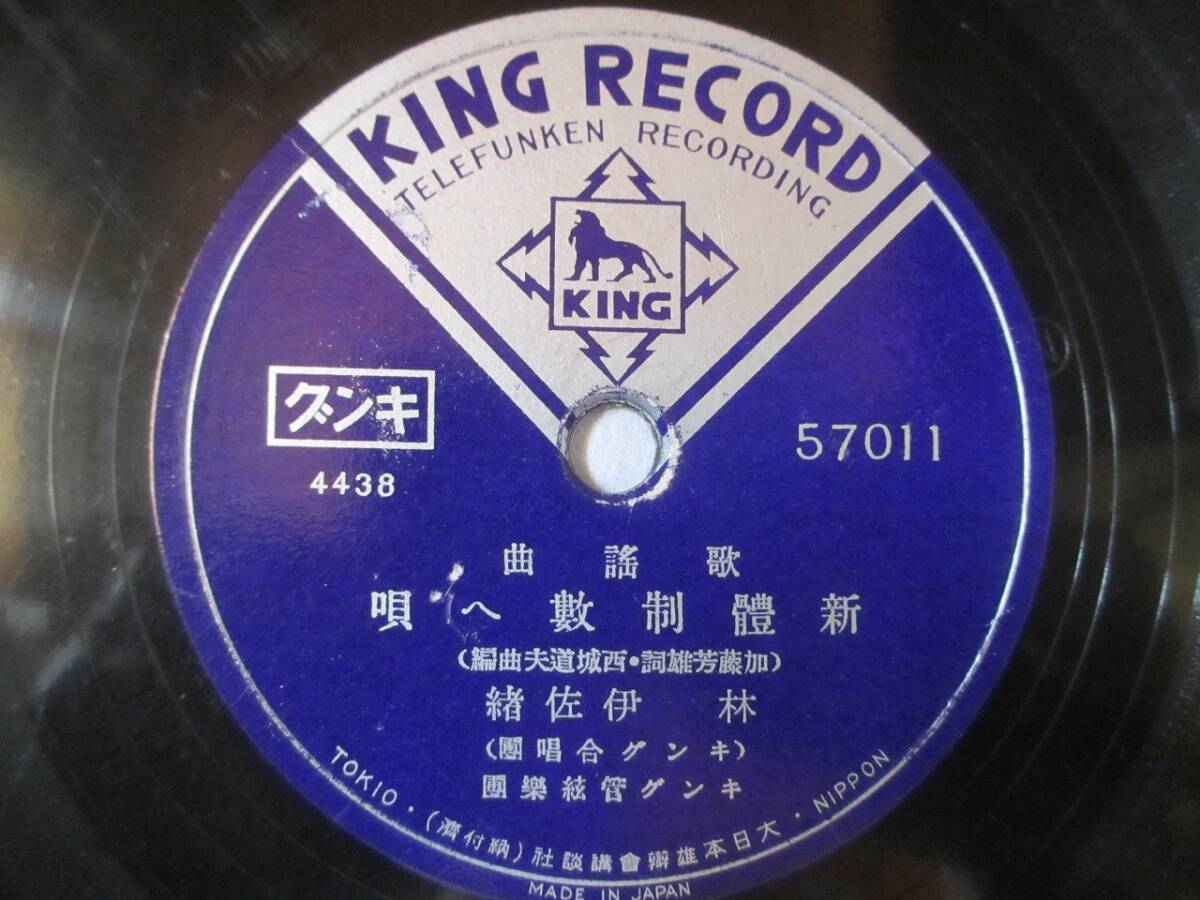 KING RECORD
TELEFUNKEN RECORDING
KING
キング
4438
57011
歌謠曲
新體制數へ唄
(加藤芳雄詞・西城道夫曲編)
林 伊佐緒
(キング合唱團)
キング管絃樂團
NIPPON・大日本雄辯會講談社(納付濟)・TOKIO
MADE IN JAPAN